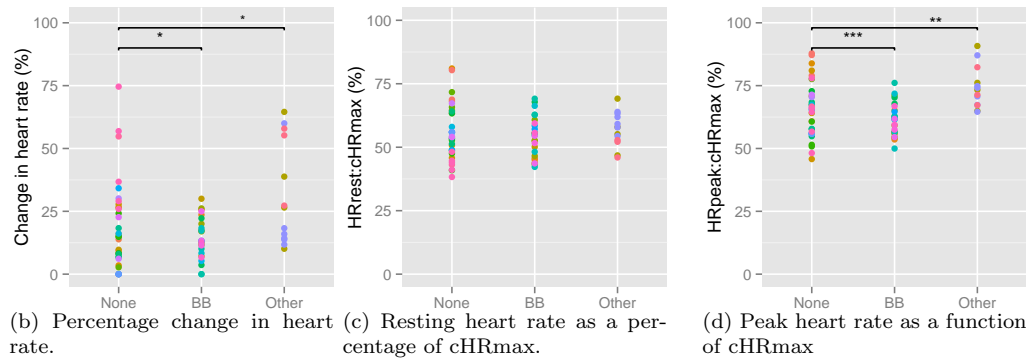 100
75
50
25
0
Change in heart rate (%)
*
*
None BB Other
(b) Percentage change in heart
rate.
100
75
50
25
0
HRrest:cHRmax (%)
None BB Other
(c) Resting heart rate as a per-
centage of cHRmax.
100
75
50
25
0
HRpeak:cHRmax (%)
**
***
None BB Other
(d) Peak heart rate as a function
of cHRmax